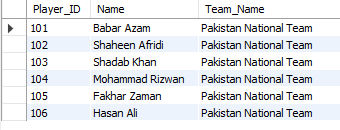 Player_ID Name Team_Name
101 Babar Azam Pakistan National Team
102 Shaheen Afridi Pakistan National Team
103 Shadab Khan Pakistan National Team
104 Mohammad Rizwan Pakistan National Team
105 Fakhar Zaman Pakistan National Team
106 Hasan Ali Pakistan National Team